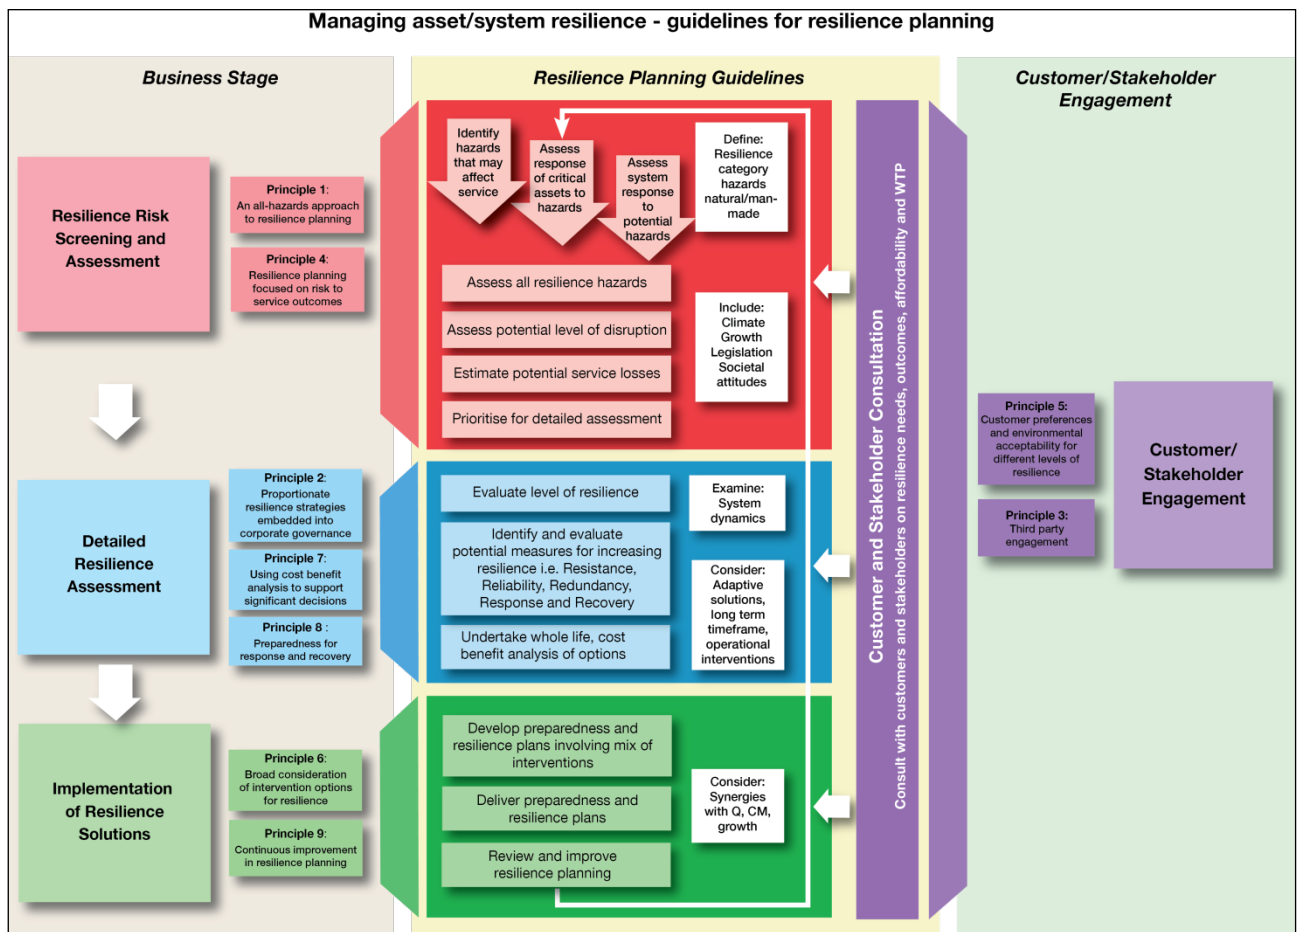 Managing asset/system resilience - guidelines for resilience planning
Business Stage
Resilience Planning Guidelines
Customer/Stakeholder
Engagement
Resilience Risk
Screening and
Assessment
Principle 1:
An all-hazards approach
to resilience planning
Principle 4:
Resilience planning
focused on risk to
service outcomes
Identify
hazards
that may
affect
service
Assess
response
of critical
assets to
hazards
Assess
system
response
to
potential
hazards
Define:
Resilience
category
hazards
natural/man-
made
Assess all resilience hazards
Assess potential level of disruption
Estimate potential service losses
Prioritise for detailed assessment
Include:
Climate
Growth
Legislation
Societal
attitudes
Detailed
Resilience
Assessment
Principle 2:
Proportionate
resilience strategies
embedded into
corporate governance
Principle 7:
Using cost benefit
analysis to support
significant decisions
Principle 8 :
Preparedness for
response and recovery
Evaluate level of resilience
Identify and evaluate
potential measures for increasing
resilience i.e. Resistance,
Reliability, Redundancy,
Response and Recovery
Undertake whole life, cost
benefit analysis of options
Examine:
System
dynamics
Consider:
Adaptive
solutions,
long term
timeframe,
operational
interventions
Implementation
of Resilience
Solutions
Principle 6:
Broad consideration
of intervention options
for resilience
Principle 9:
Continuous improvement
in resilience planning
Develop preparedness and
resilience plans involving mix of
interventions
Deliver preparedness and
resilience plans
Review and improve
resilience planning
Consider:
Synergies
with Q, CM,
growth
Customer and Stakeholder Consultation
Consult with customers and stakeholders on resilience needs, outcomes, affordability and WTP
Principle 5:
Customer preferences
and environmental
acceptability for
different levels of
resilience
Principle 3:
Third party
engagement
Customer/
Stakeholder
Engagement